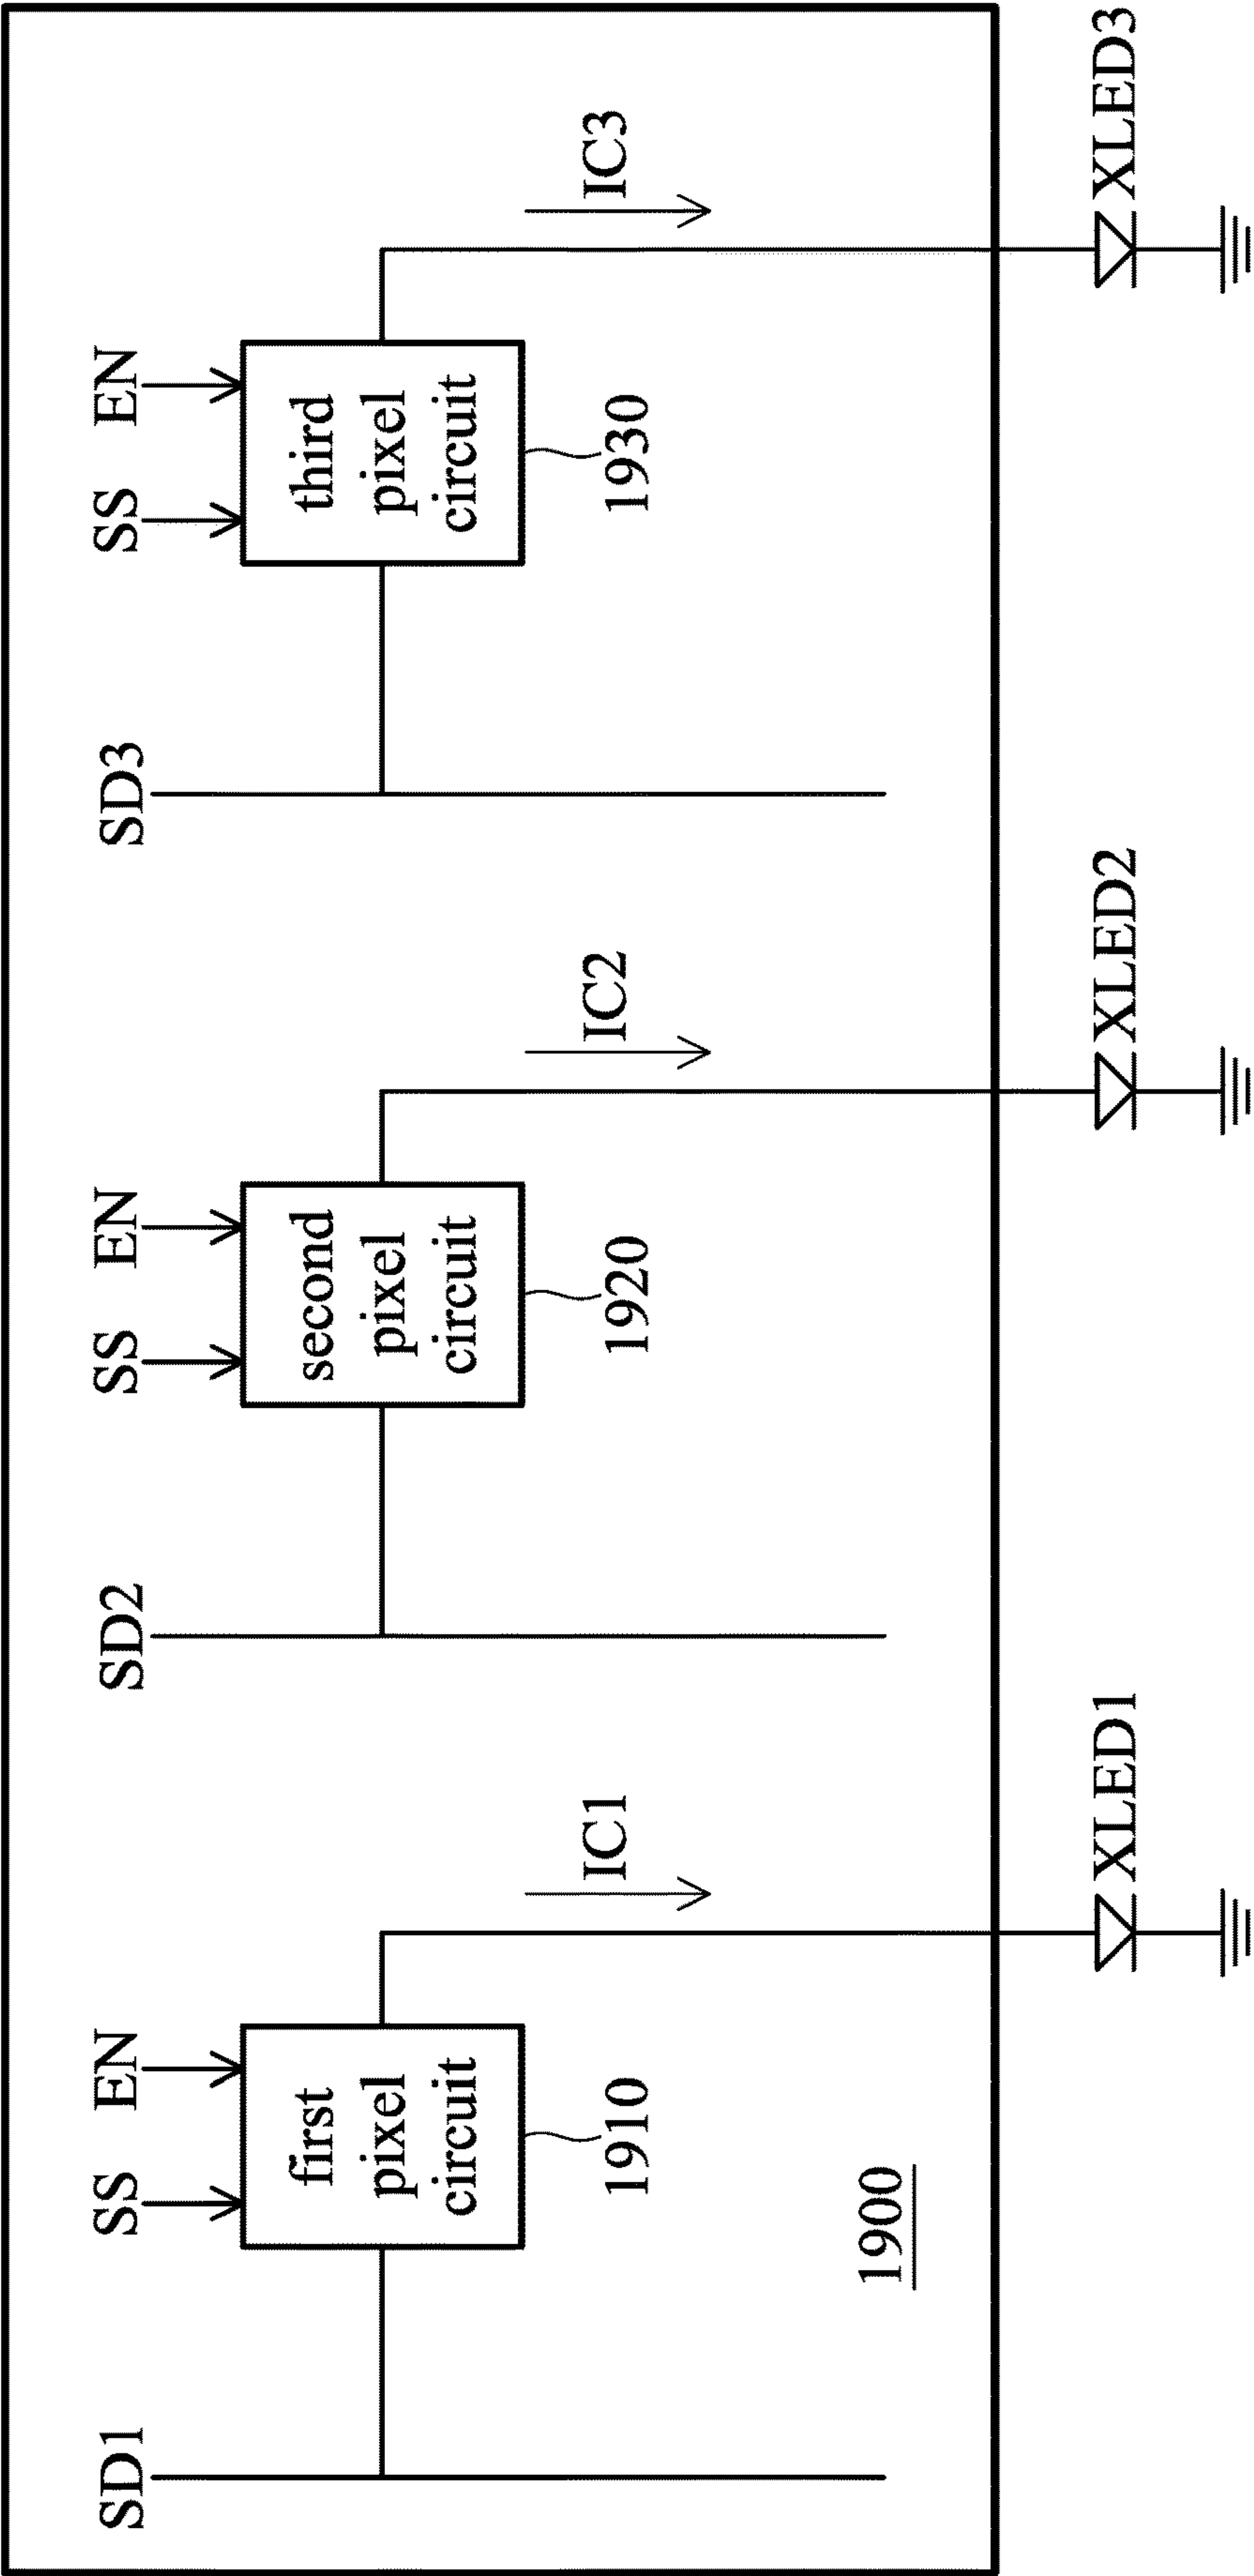 SD1
SS
EN
first
pixel
circuit
1910
IC1
XLED1
SD2
SS
EN
second
pixel
circuit
1920
IC2
XLED2
SD3
SS
EN
third
pixel
circuit
1930
IC3
XLED3
1900